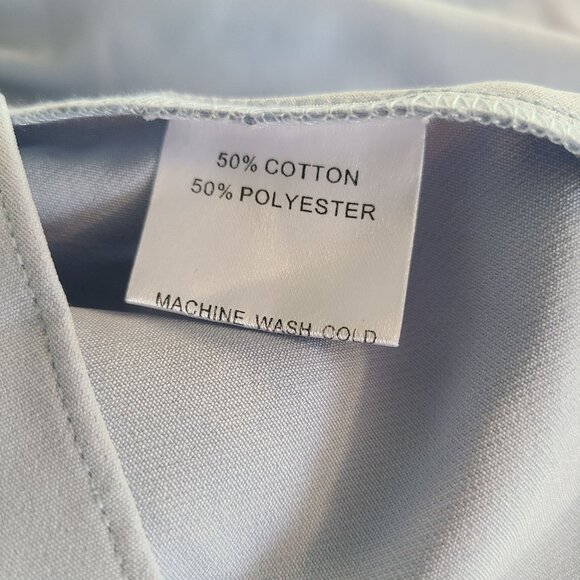 50% COTTON
50% POLYESTER
MACHINE WASH COLD